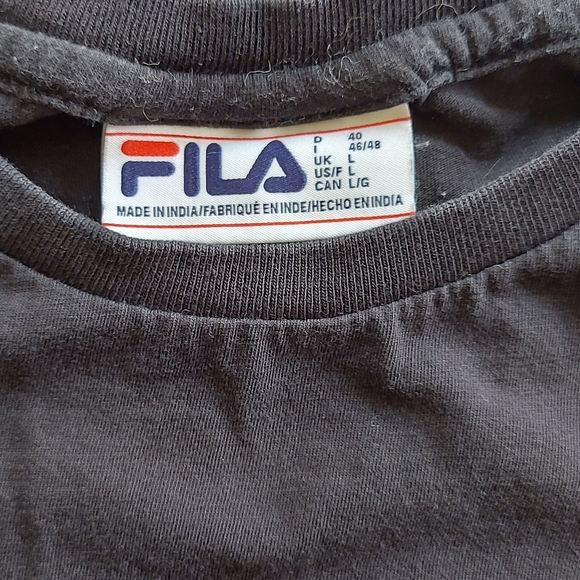 FILA
D 40
I 46/48
UK L
US/F L
CAN L/G
MADE IN INDIA/FABRIQUÉ EN INDE/HECHO EN INDIA